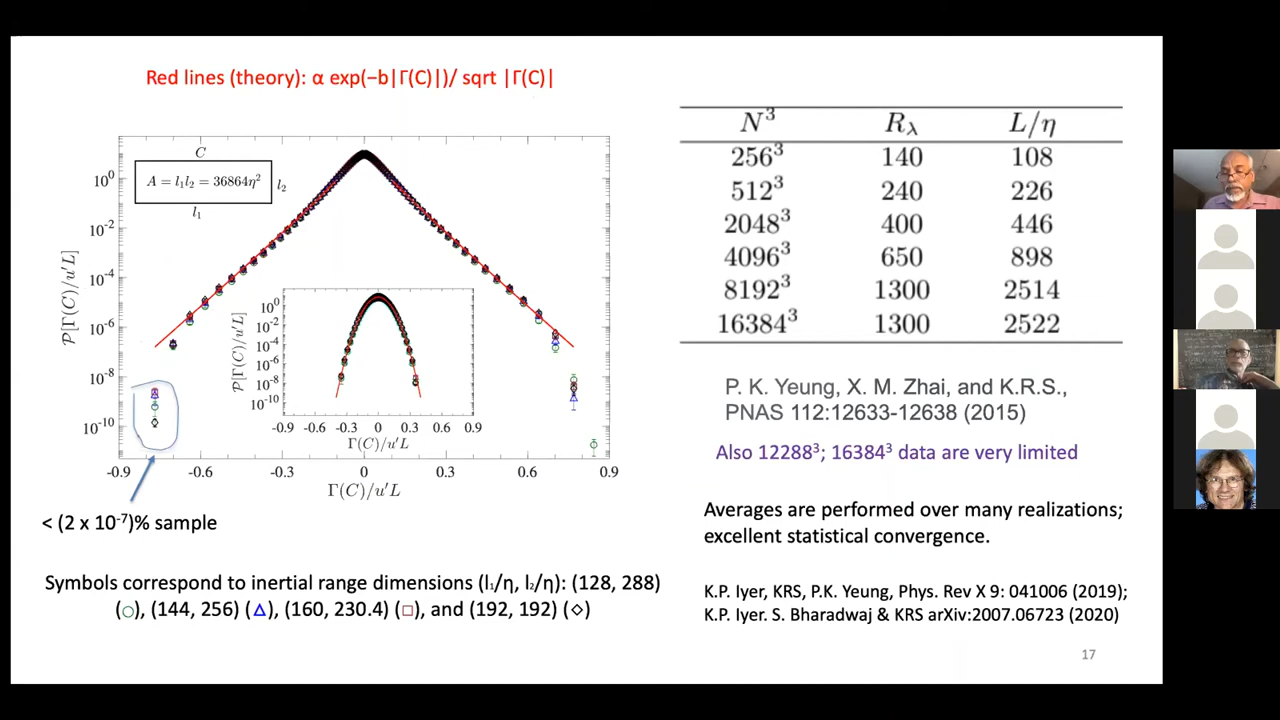 Red lines (theory): α exp(−b|Γ(C)|)/ sqrt |Γ(C)|
C
A = l₁l₂ = 36864η²
l₂
l₁
10⁰
10⁻²
10⁻⁴
10⁻⁶
10⁻⁸
10⁻¹⁰
P[Γ(C)/u′L]
-0.9 -0.6 -0.3 0 0.3 0.6 0.9
Γ(C)/u′L
10⁰
10⁻²
10⁻⁴
10⁻⁶
10⁻⁸
10⁻¹⁰
P[Γ(C)/u′L]
-0.9 -0.6 -0.3 0 0.3 0.6 0.9
Γ(C)/u′L
< (2 x 10⁻⁷)% sample
Symbols correspond to inertial range dimensions (l₁/η, l₂/η): (128, 288)
(○), (144, 256) (△), (160, 230.4) (□), and (192, 192) (◇)
N³ R_λ L/η
256³ 140 108
512³ 240 226
2048³ 400 446
4096³ 650 898
8192³ 1300 2514
16384³ 1300 2522
P. K. Yeung, X. M. Zhai, and K.R.S.,
PNAS 112:12633-12638 (2015)
Also 12288³; 16384³ data are very limited
Averages are performed over many realizations;
excellent statistical convergence.
K.P. Iyer, KRS, P.K. Yeung, Phys. Rev X 9: 041006 (2019);
K.P. Iyer. S. Bharadwaj & KRS arXiv:2007.06723 (2020)
17